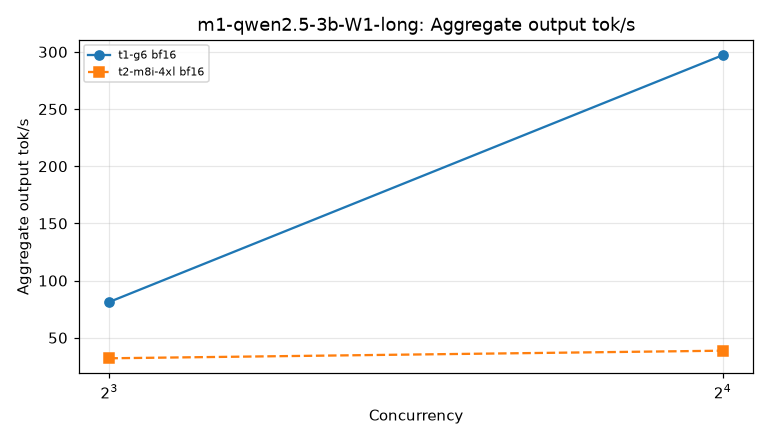 m1-qwen2.5-3b-W1-long: Aggregate output tok/s
t1-g6 bf16
t2-m8i-4xl bf16
Aggregate output tok/s
300
250
200
150
100
50
2³ 2⁴
Concurrency